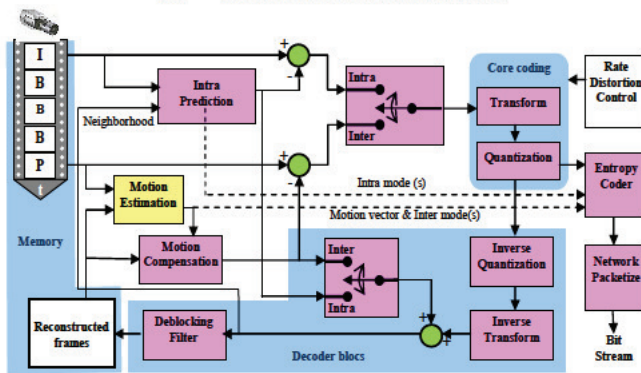 I
B
B
B
P
t
Memory
Neighborhood
Intra
Prediction
+
-
+
-
Intra
Inter
Core coding
Transform
Quantization
Rate
Distortion
Control
Intra mode (s)
Motion vector & Inter mode(s)
Entropy
Coder
Network
Packetize
Bit
Stream
Motion
Estimation
Motion
Compensation
Inter
Intra
Inverse
Quantization
Inverse
Transform
+
+
Deblocking
Filter
Reconstructed
frames
Decoder blocs